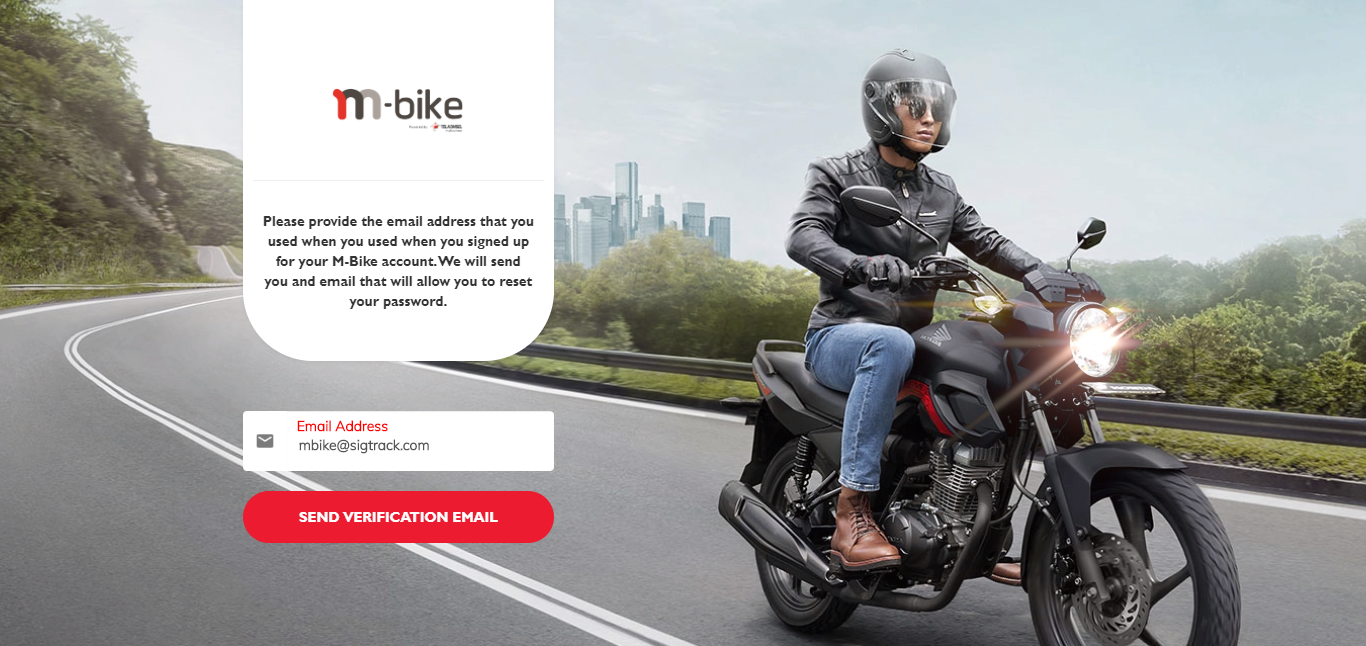 m-bike
Powered By TELKOMSEL
Please provide the email address that you
used when you used when you signed up
for your M-Bike account. We will send
you and email that will allow you to reset
your password.
Email Address
mbike@sigtrack.com
SEND VERIFICATION EMAIL
HONDA